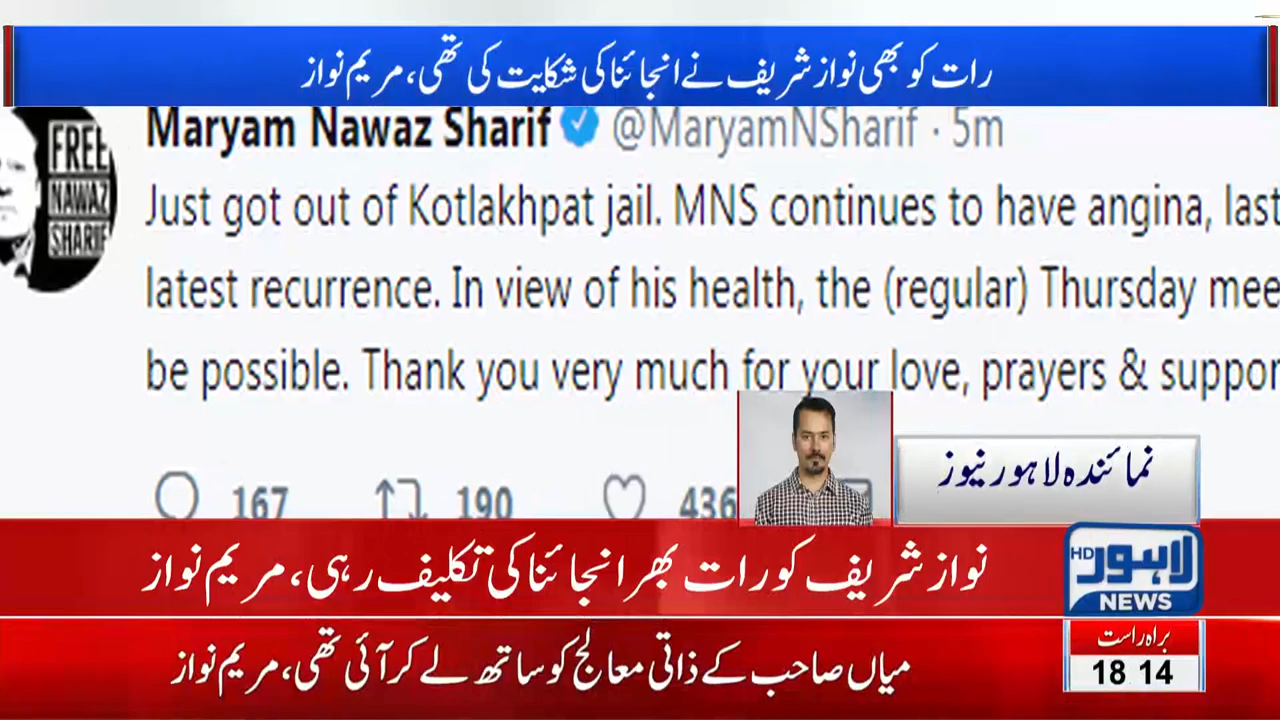 رات کو بھی نواز شریف نے انجائنا کی شکایت کی تھی، مریم نواز
FREE
NAWAZ
SHARIF
Maryam Nawaz Sharif @MaryamNSharif · 5m
Just got out of Kotlakhpat jail. MNS continues to have angina, last
latest recurrence. In view of his health, the (regular) Thursday mee
be possible. Thank you very much for your love, prayers & suppor
167 190 436
نمائندہ لاہور نیوز
نواز شریف کو رات بھر انجائنا کی تکلیف رہی، مریم نواز
HD لاہور
NEWS
میاں صاحب کے ذاتی معالج کو ساتھ لے کر آئی تھی، مریم نواز
براہ راست
18 14